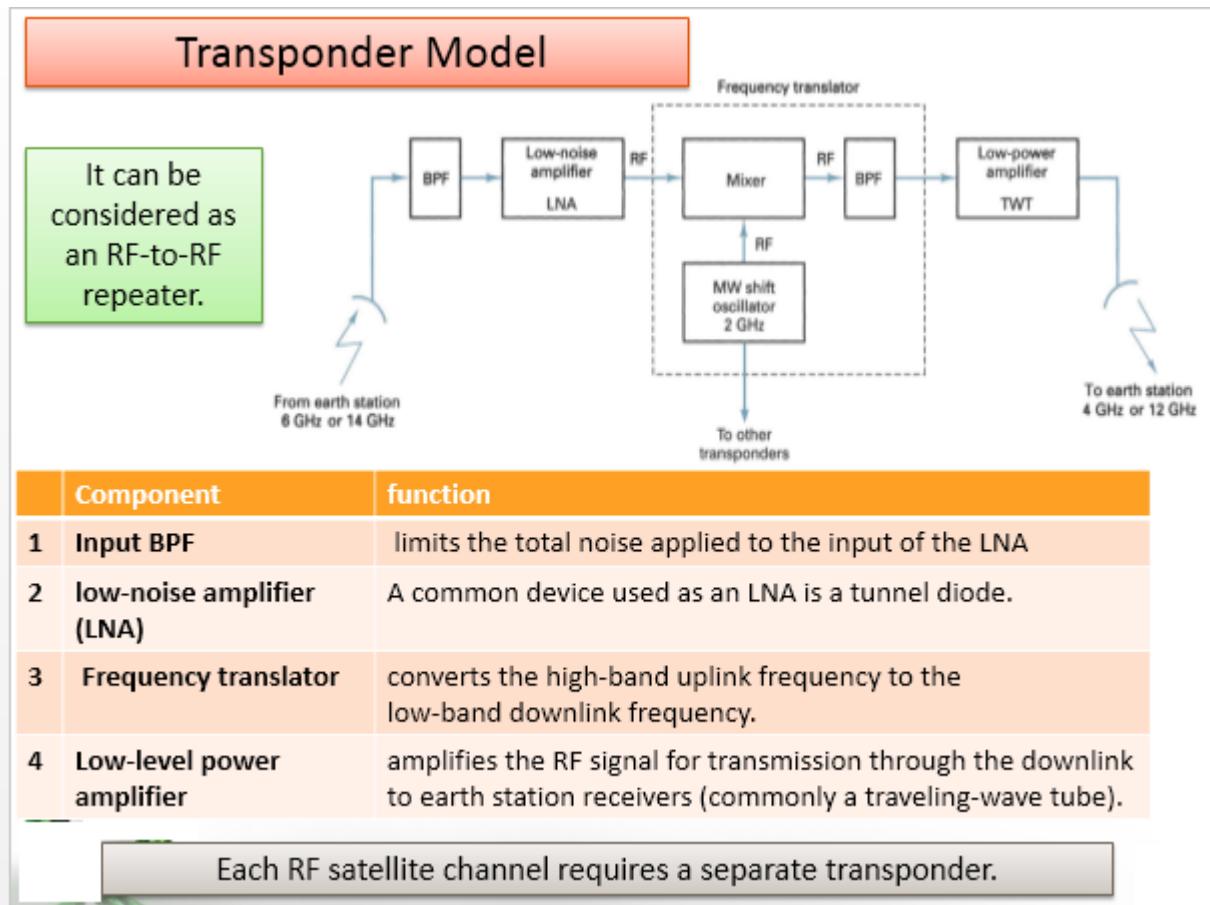 Transponder Model
It can be
considered as
an RF-to-RF
repeater.
Frequency translator
BPF
Low-noise
amplifier
LNA
RF
Mixer
RF
BPF
Low-power
amplifier
TWT
RF
MW shift
oscillator
2 GHz
From earth station
6 GHz or 14 GHz
To other
transponders
To earth station
4 GHz or 12 GHz
Component function
1 Input BPF limits the total noise applied to the input of the LNA
2 low-noise amplifier A common device used as an LNA is a tunnel diode.
(LNA)
3 Frequency translator converts the high-band uplink frequency to the
low-band downlink frequency.
4 Low-level power amplifies the RF signal for transmission through the downlink
amplifier to earth station receivers (commonly a traveling-wave tube).
Each RF satellite channel requires a separate transponder.